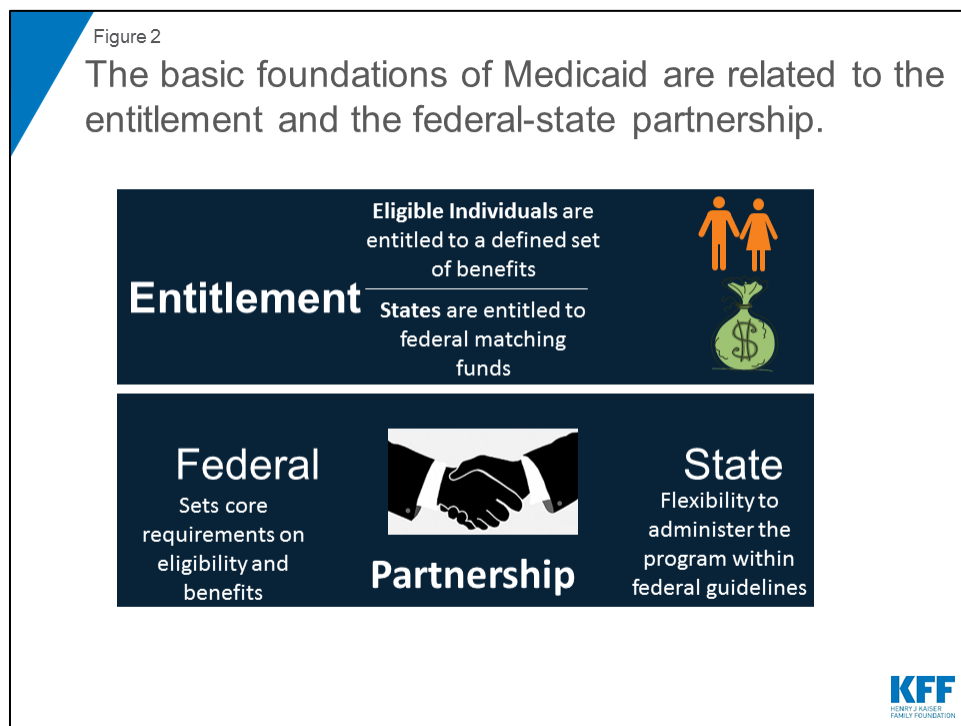 Figure 2
The basic foundations of Medicaid are related to the
entitlement and the federal-state partnership.
Entitlement
Eligible Individuals are
entitled to a defined set
of benefits
States are entitled to
federal matching
funds
$
Federal
Sets core
requirements on
eligibility and
benefits
Partnership
State
Flexibility to
administer the
program within
federal guidelines
KFF
HENRY J KAISER
FAMILY FOUNDATION